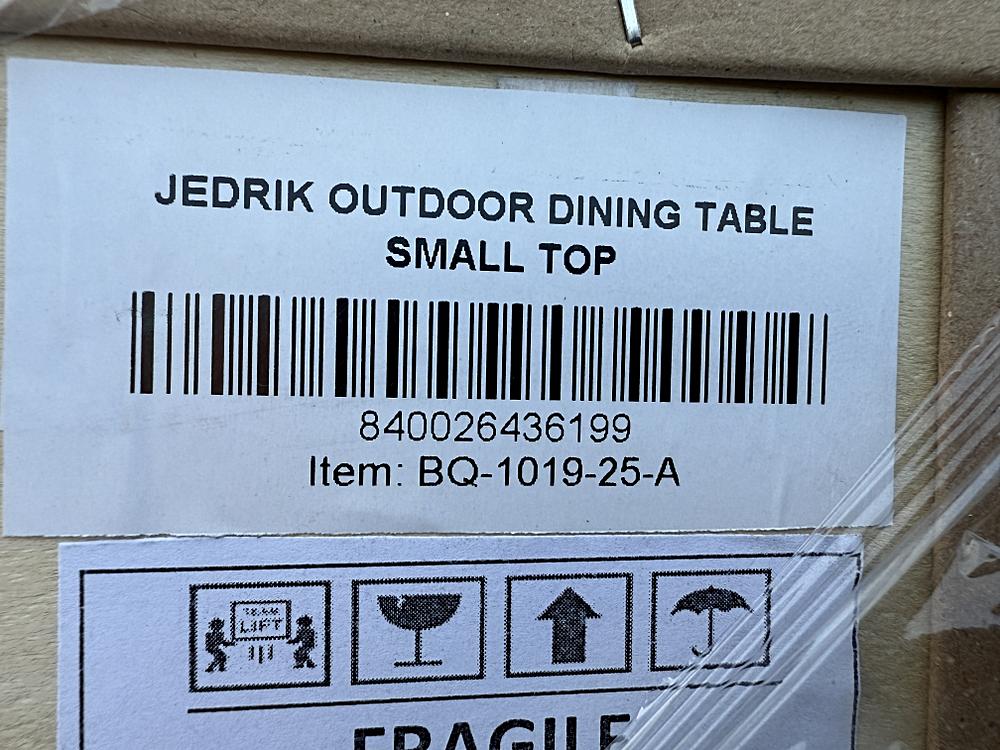 JEDRIK OUTDOOR DINING TABLE
SMALL TOP
840026436199
Item: BQ-1019-25-A
TEAM
LIFT
FRAGILE